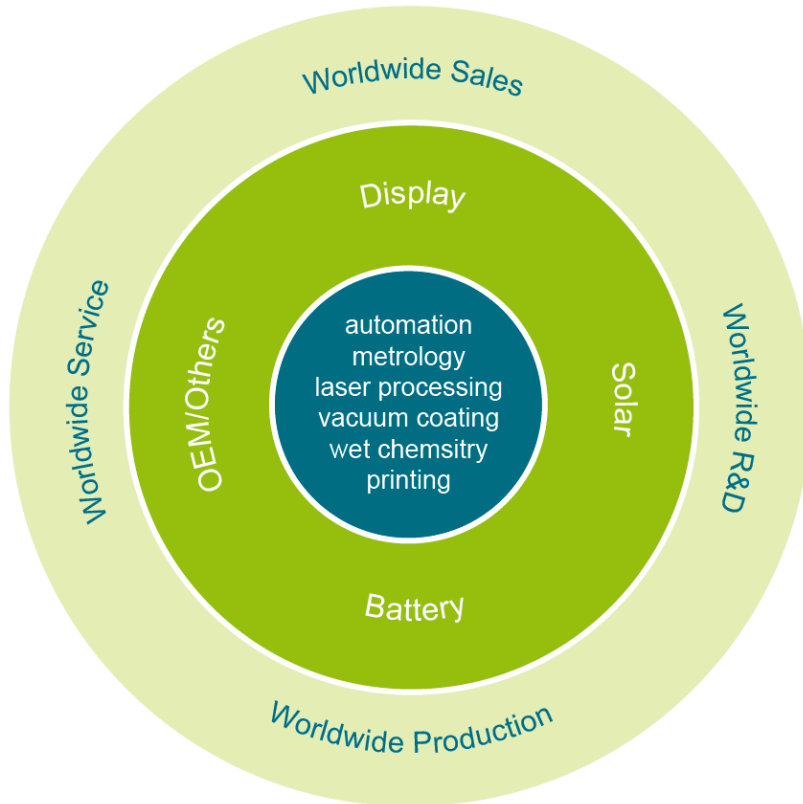 Worldwide Sales
Display
Worldwide Service
OEM/Others
automation
metrology
laser processing
vacuum coating
wet chemsitry
printing
Solar
Worldwide R&D
Battery
Worldwide Production